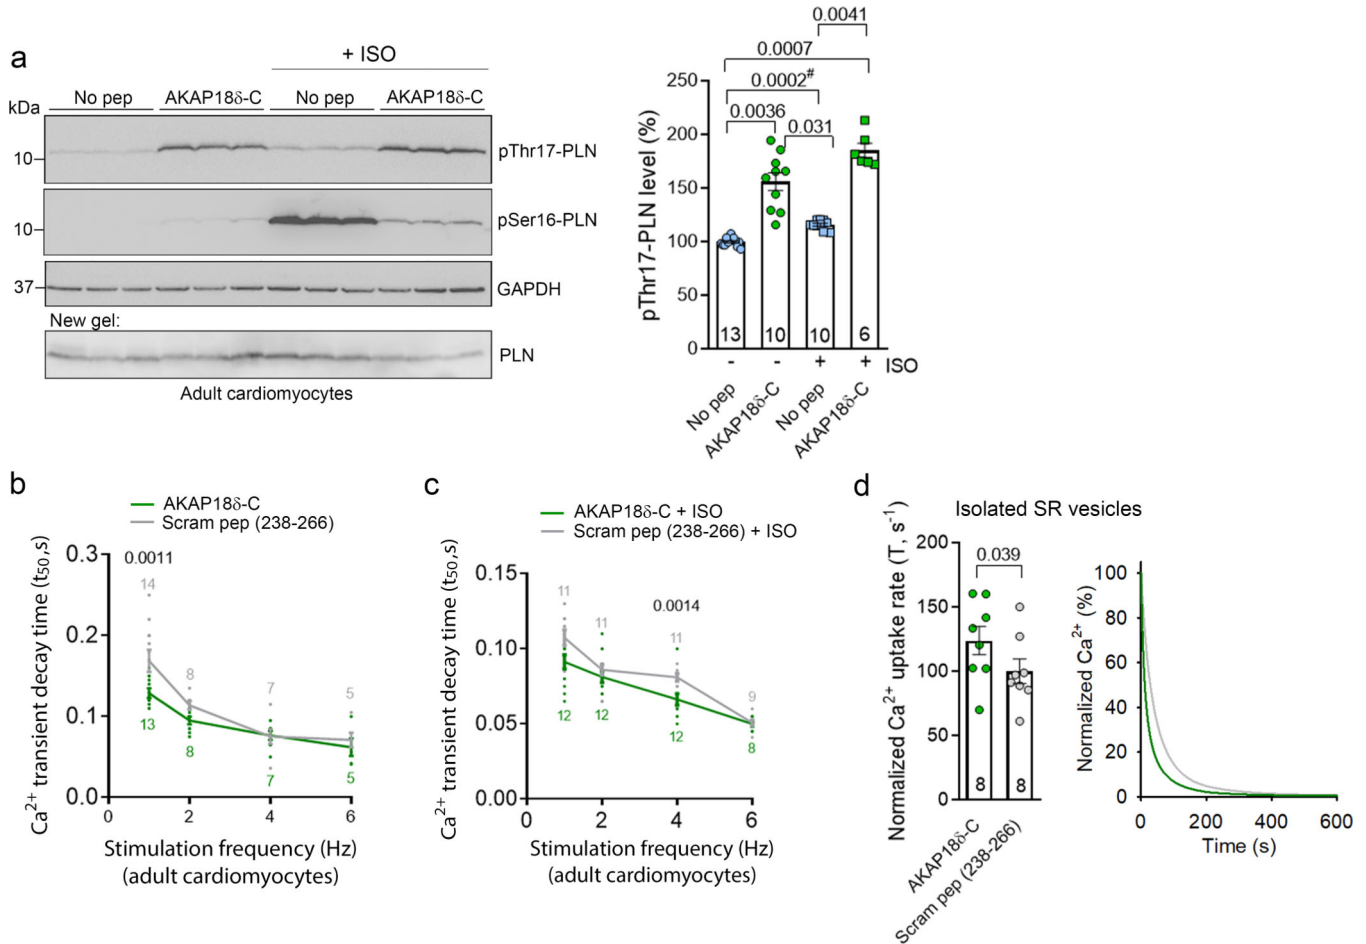 a
+ ISO
kDa
No pep AKAP18δ-C No pep AKAP18δ-C
10 pThr17-PLN
10 pSer16-PLN
37 GAPDH
New gel:
PLN
Adult cardiomyocytes
0.0041
0.0007
0.0002#
0.0036
0.031
pThr17-PLN level (%)
250
200
150
100
50
0
13 10 10 6
- - + + ISO
No pep
AKAP18δ-C
No pep
AKAP18δ-C
b
AKAP18δ-C
Scram pep (238-266)
Ca2+ transient decay time (t50,s)
0.3
0.2
0.1
0.0
0.0011
14
8
7
5
13
8
7
5
0 2 4 6
Stimulation frequency (Hz)
(adult cardiomyocytes)
c
AKAP18δ-C + ISO
Scram pep (238-266) + ISO
Ca2+ transient decay time (t50,s)
0.15
0.10
0.05
0.00
0.0014
11
11
11
9
12
12
12
8
0 2 4 6
Stimulation frequency (Hz)
(adult cardiomyocytes)
d
Isolated SR vesicles
Normalized Ca2+ uptake rate (T, s-1)
200
150
100
50
0
0.039
10 10
AKAP18δ-C
Scram pep (238-266)
Normalized Ca2+ (%)
100
80
60
40
20
0
0 200 400 600
Time (s)